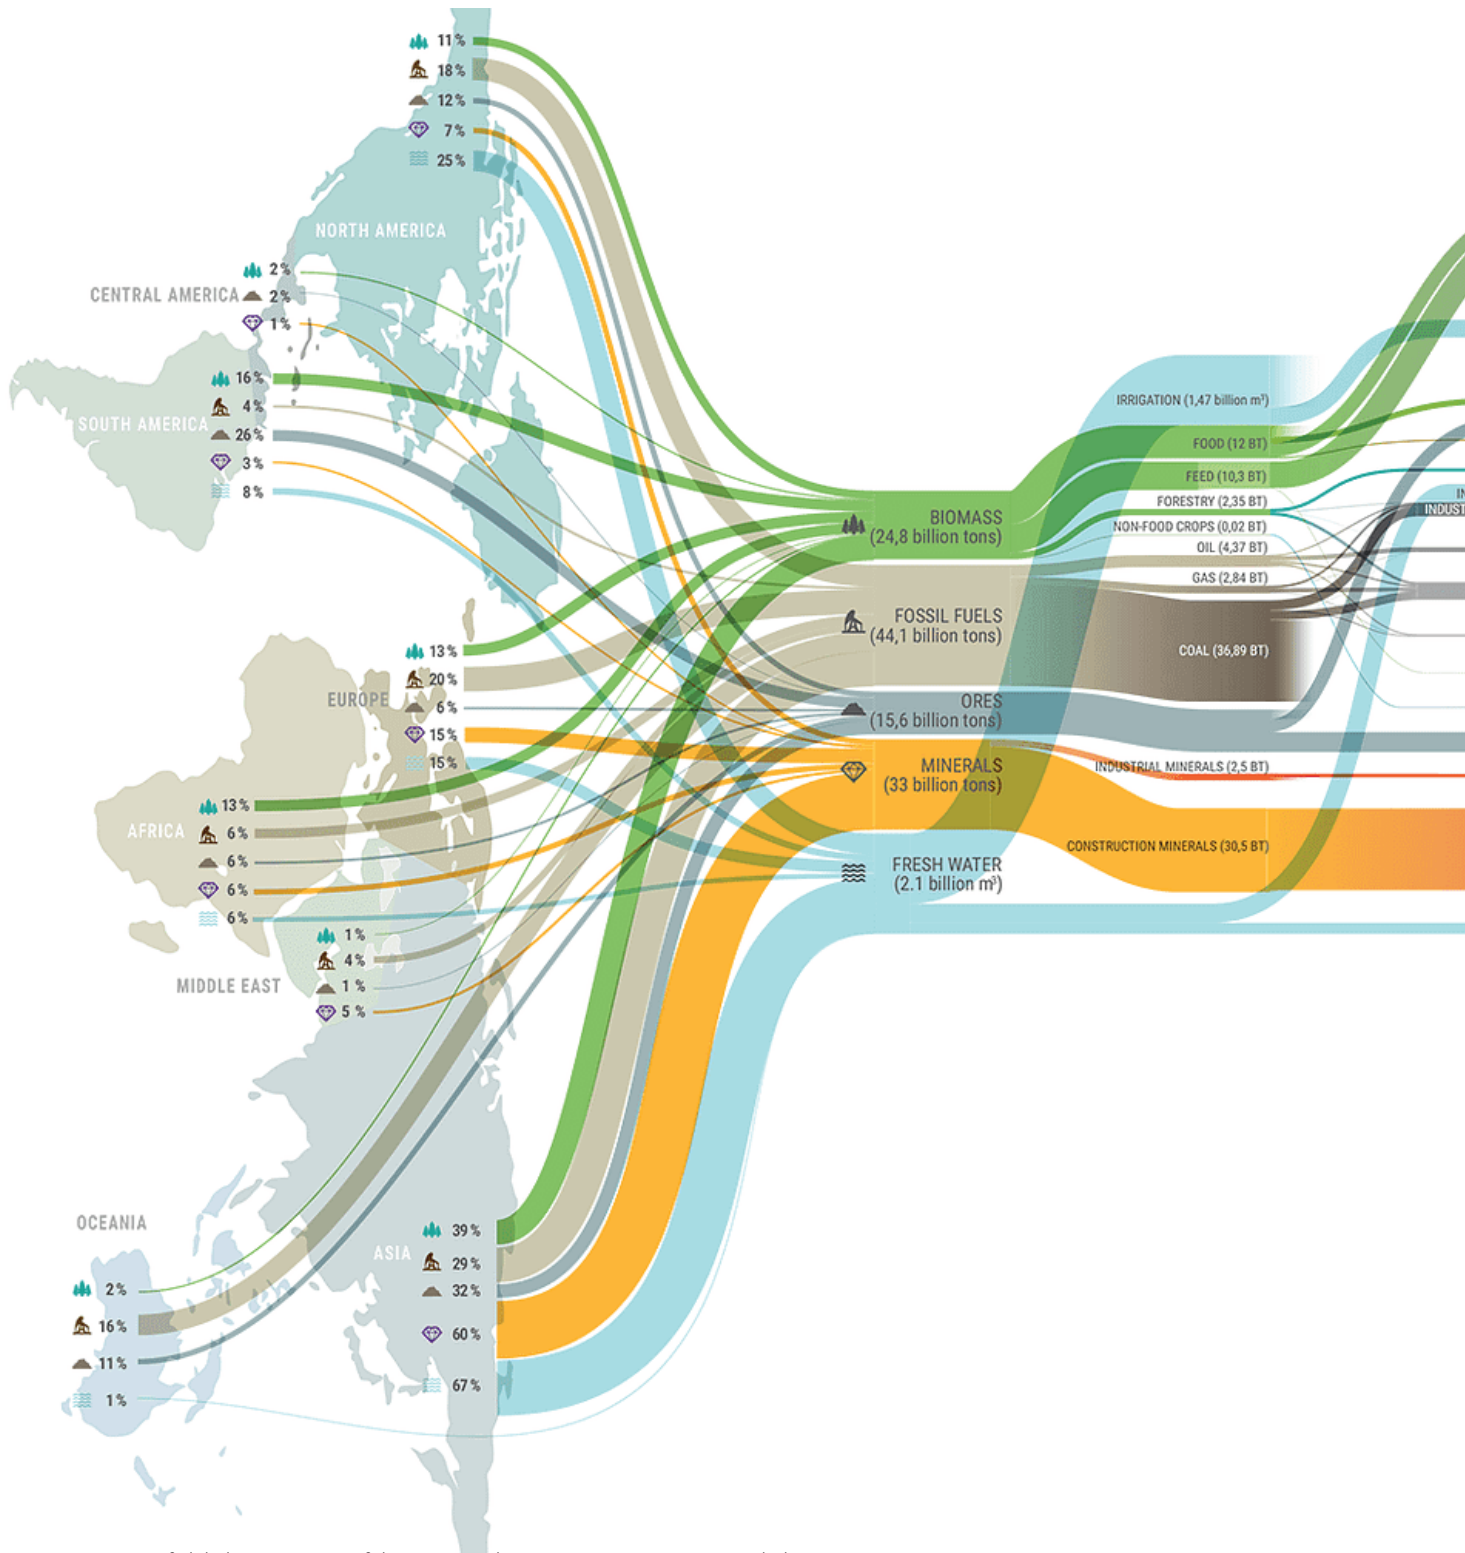 11%
18%
12%
7%
25%
NORTH AMERICA
CENTRAL AMERICA
2%
2%
1%
SOUTH AMERICA
16%
4%
26%
3%
8%
EUROPE
13%
20%
6%
15%
15%
AFRICA
13%
6%
6%
6%
6%
MIDDLE EAST
1%
4%
1%
5%
OCEANIA
2%
16%
11%
1%
ASIA
39%
29%
32%
60%
67%
BIOMASS
(24,8 billion tons)
FOSSIL FUELS
(44,1 billion tons)
ORES
(15,6 billion tons)
MINERALS
(33 billion tons)
FRESH WATER
(2.1 billion m³)
IRRIGATION (1,47 billion m³)
FOOD (12 BT)
FEED (10,3 BT)
FORESTRY (2,35 BT)
NON-FOOD CROPS (0,02 BT)
OIL (4,37 BT)
GAS (2,84 BT)
COAL (36,89 BT)
INDUSTRIAL MINERALS (2,5 BT)
CONSTRUCTION MINERALS (30,5 BT)
IN
INDUST